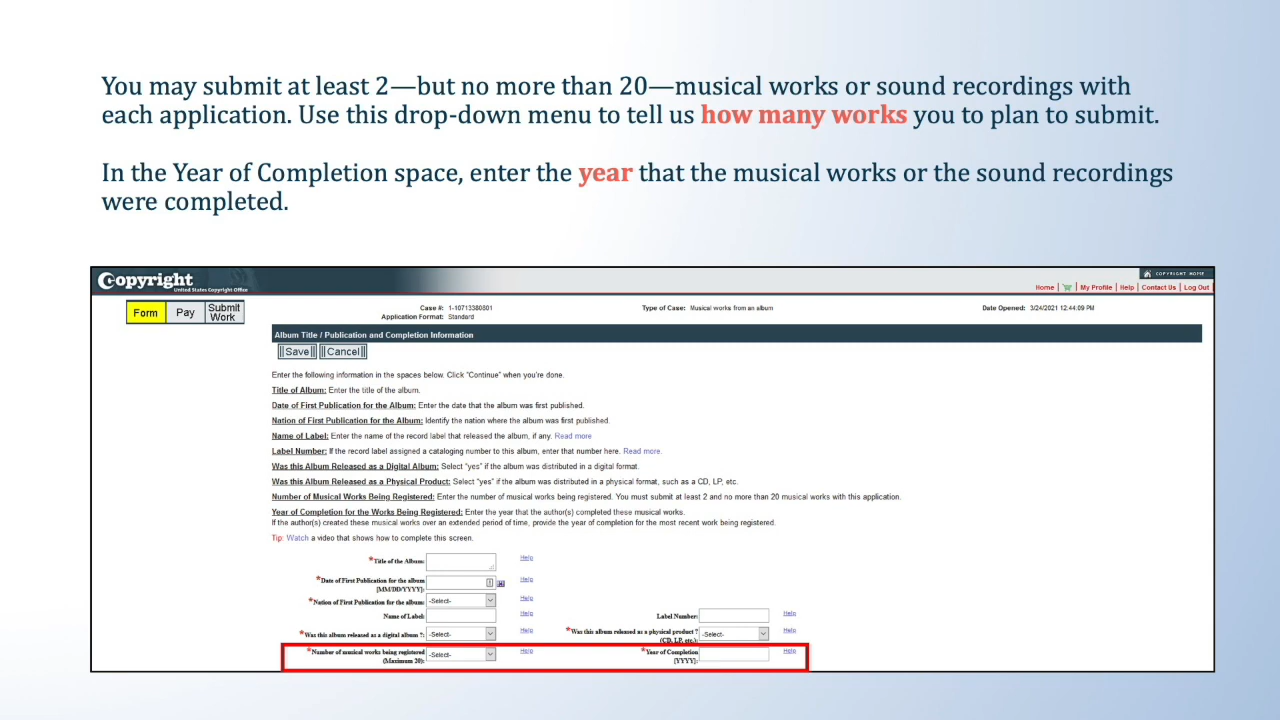 You may submit at least 2—but no more than 20—musical works or sound recordings with
each application. Use this drop-down menu to tell us how many works you to plan to submit.
In the Year of Completion space, enter the year that the musical works or the sound recordings
were completed.
Copyright
United States Copyright Office
COPYRIGHT HOME
Home | My Profile | Help | Contact Us | Log Out
Form Pay Submit Work
Case #: 1-10713380801 Type of Case: Musical works from an album Date Opened: 3/24/2021 12:44:09 PM
Application Format: Standard
Album Title / Publication and Completion Information
Save Cancel
Enter the following information in the spaces below. Click "Continue" when you're done.
Title of Album: Enter the title of the album.
Date of First Publication for the Album: Enter the date that the album was first published.
Nation of First Publication for the Album: Identify the nation where the album was first published.
Name of Label: Enter the name of the record label that released the album, if any. Read more
Label Number: If the record label assigned a cataloging number to this album, enter that number here. Read more.
Was this Album Released as a Digital Album: Select "yes" if the album was distributed in a digital format.
Was this Album Released as a Physical Product: Select "yes" if the album was distributed in a physical format, such as a CD, LP, etc.
Number of Musical Works Being Registered: Enter the number of musical works being registered. You must submit at least 2 and no more than 20 musical works with this application.
Year of Completion for the Works Being Registered: Enter the year that the author(s) completed these musical works.
If the author(s) created these musical works over an extended period of time, provide the year of completion for the most recent work being registered.
Tip: Watch a video that shows how to complete this screen.
*Title of the Album: Help
*Date of First Publication for the album Help
[MM/DD/YYYY]:
*Nation of First Publication for the album: -Select- Help
Name of Label: Help Label Number: Help
*Was this album released as a digital album ?: -Select- Help *Was this album released as a physical product ? -Select- Help
(CD, LP, etc.):
*Number of musical works being registered -Select- Help *Year of Completion Help
(Maximum 20): [YYYY]: